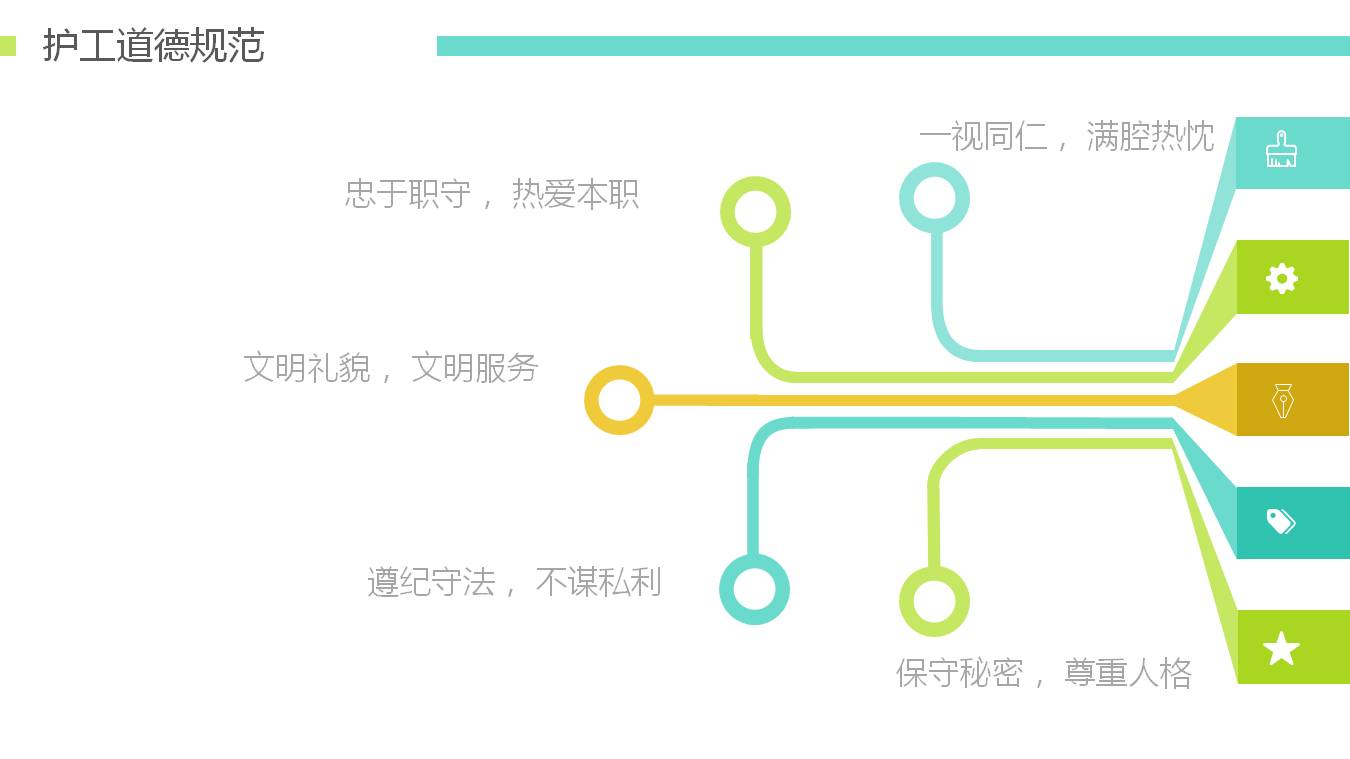 护工道德规范
一视同仁，满腔热忱
忠于职守，热爱本职
文明礼貌，文明服务
遵纪守法，不谋私利
保守秘密，尊重人格